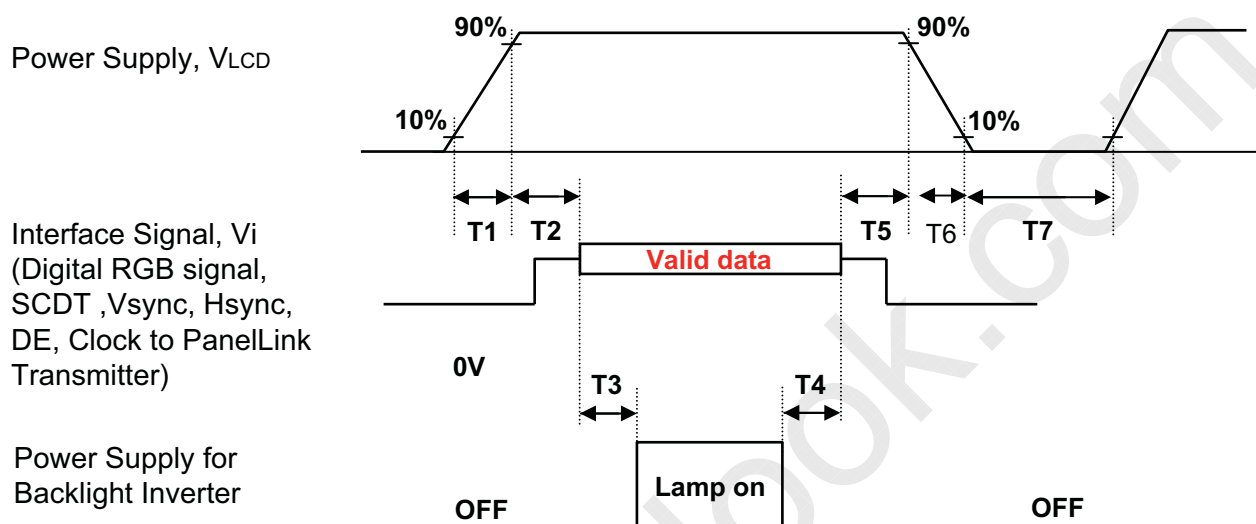 90%
90%
Power Supply, VLCD
10%
10%
T1
T2
T5
T6
T7
Interface Signal, Vi
(Digital RGB signal,
SCDT ,Vsync, Hsync,
DE, Clock to PanelLink
Transmitter)
Valid data
0V
T3
T4
Power Supply for
Backlight Inverter
OFF
Lamp on
OFF
look.com